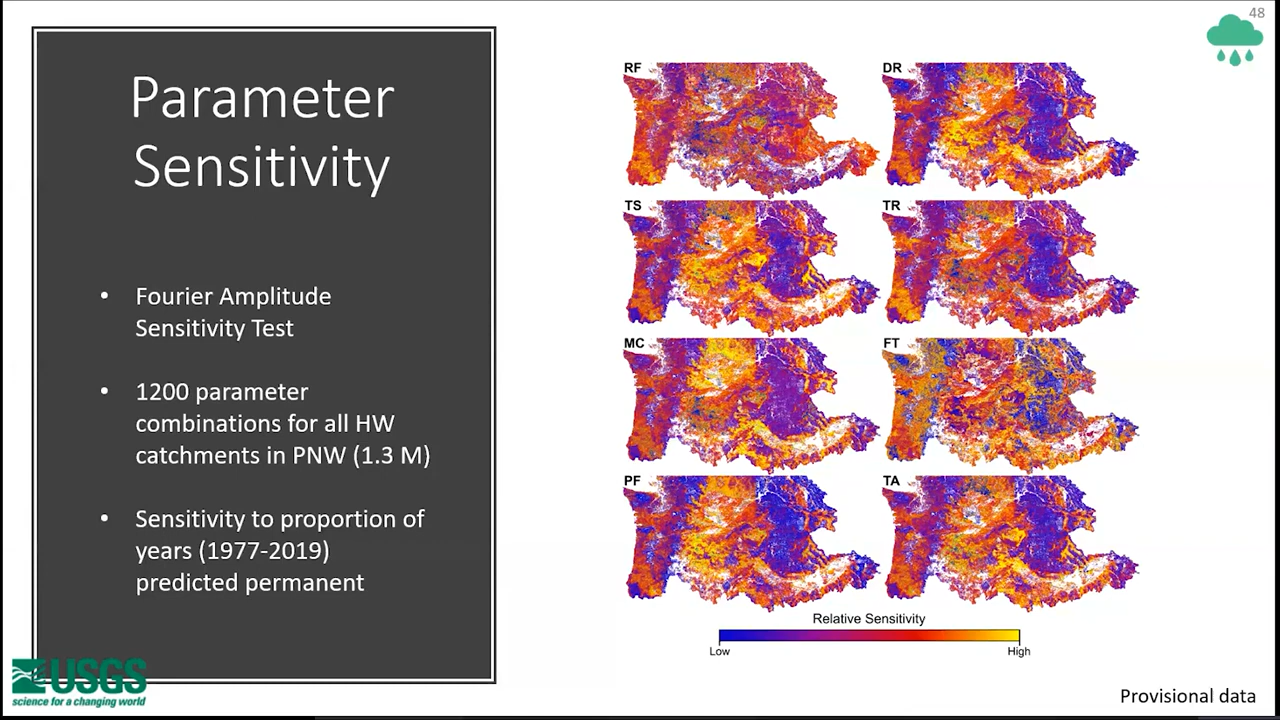 48
Parameter
Sensitivity
• Fourier Amplitude
Sensitivity Test
• 1200 parameter
combinations for all HW
catchments in PNW (1.3 M)
• Sensitivity to proportion of
years (1977-2019)
predicted permanent
USGS
science for a changing world
RF
DR
TS
TR
MC
FT
PF
TA
Relative Sensitivity
Low
High
Provisional data